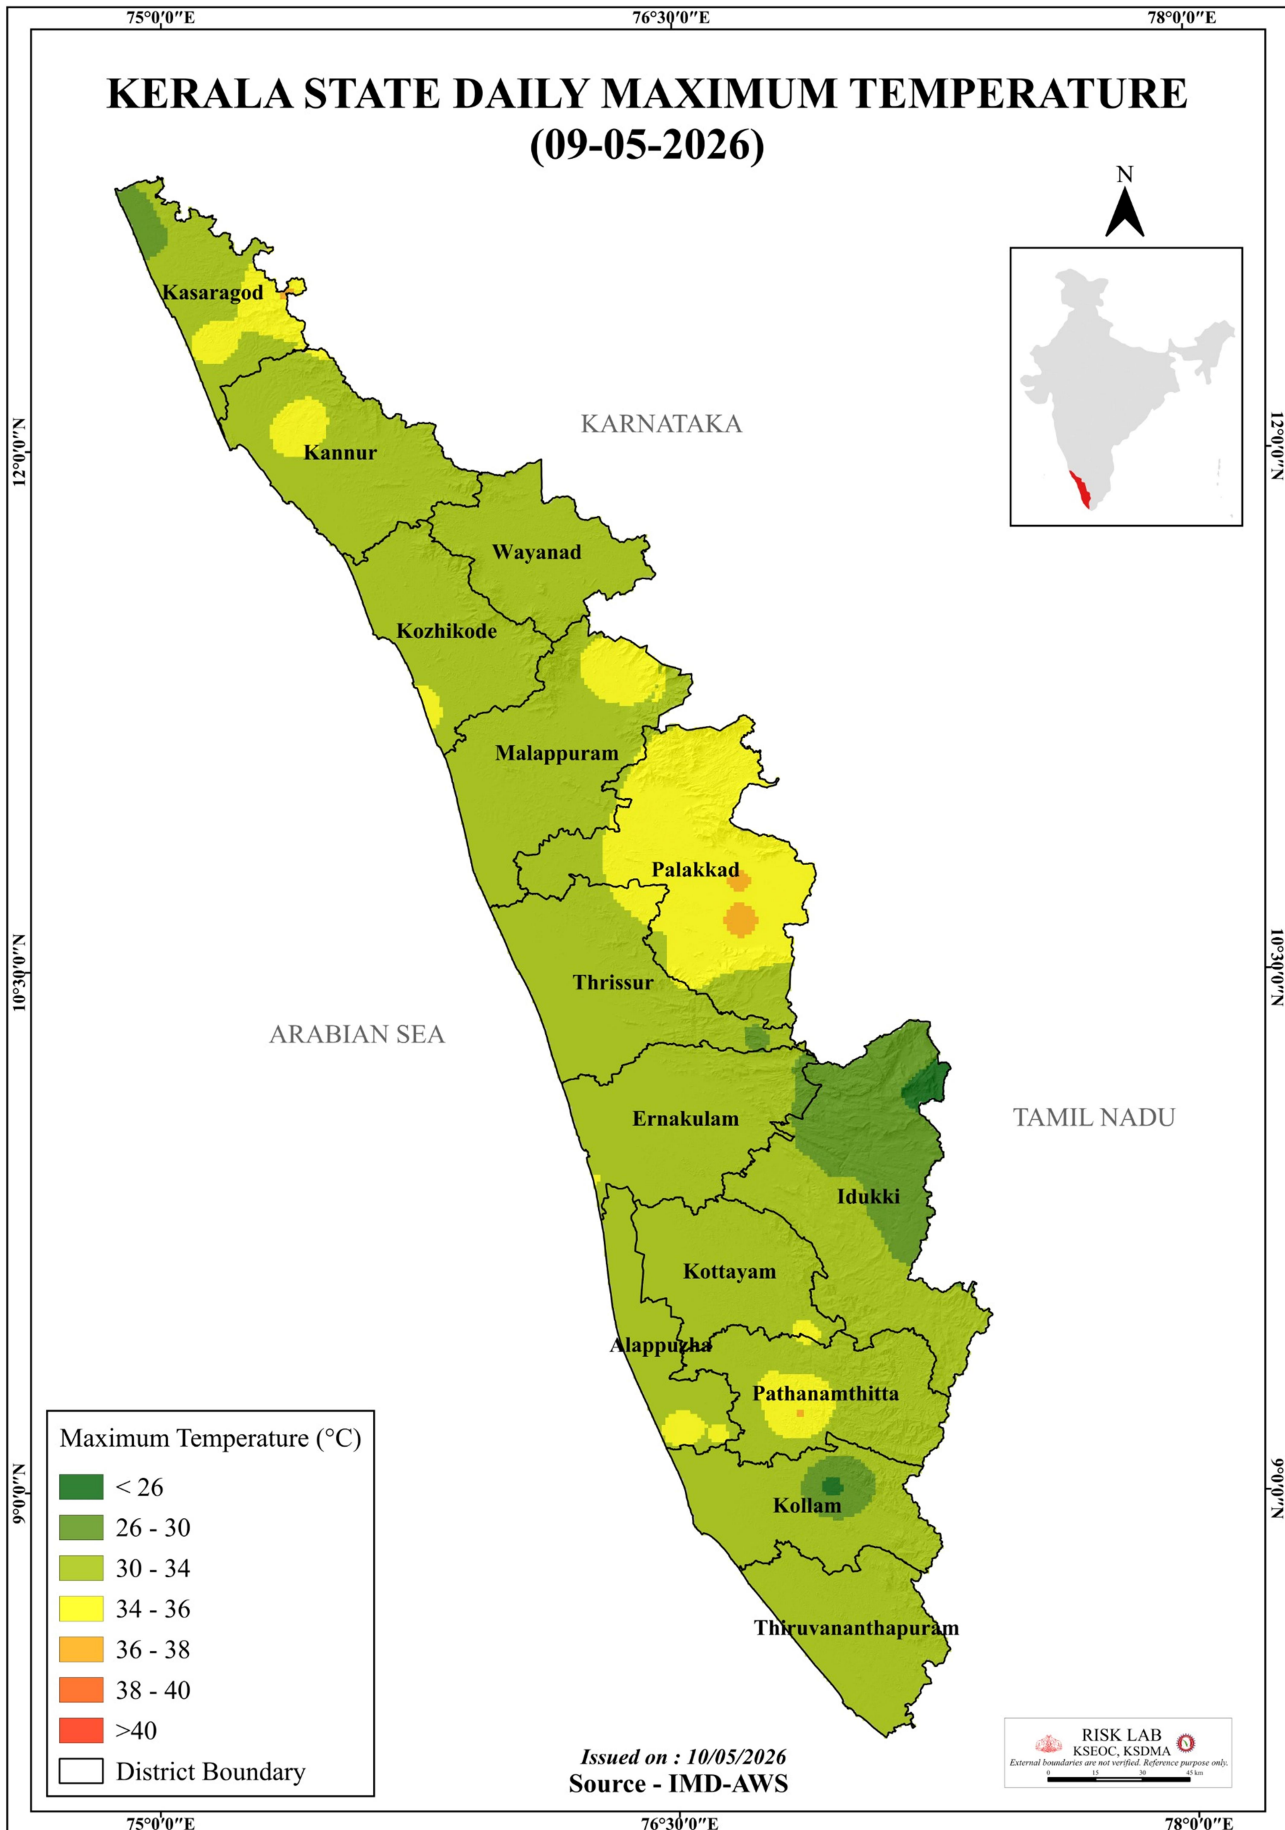 75°0'0"E
76°30'0"E
78°0'0"E
KERALA STATE DAILY MAXIMUM TEMPERATURE
(09-05-2026)
N
Kasaragod
KARNATAKA
12°0'0"N
12°0'0"N
Kannur
Wayanad
Kozhikode
Malappuram
Palakkad
10°30'0"N
10°30'0"N
Thrissur
ARABIAN SEA
Ernakulam
TAMIL NADU
Idukki
Kottayam
Alappuzha
Pathanamthitta
9°0'0"N
9°0'0"N
Kollam
Thiruvananthapuram
Maximum Temperature (°C)
< 26
26 - 30
30 - 34
34 - 36
36 - 38
38 - 40
>40
District Boundary
Issued on : 10/05/2026
Source - IMD-AWS
RISK LAB
KSEOC, KSDMA
External boundaries are not verified. Reference purpose only.
0 15 30 45 km
75°0'0"E
76°30'0"E
78°0'0"E